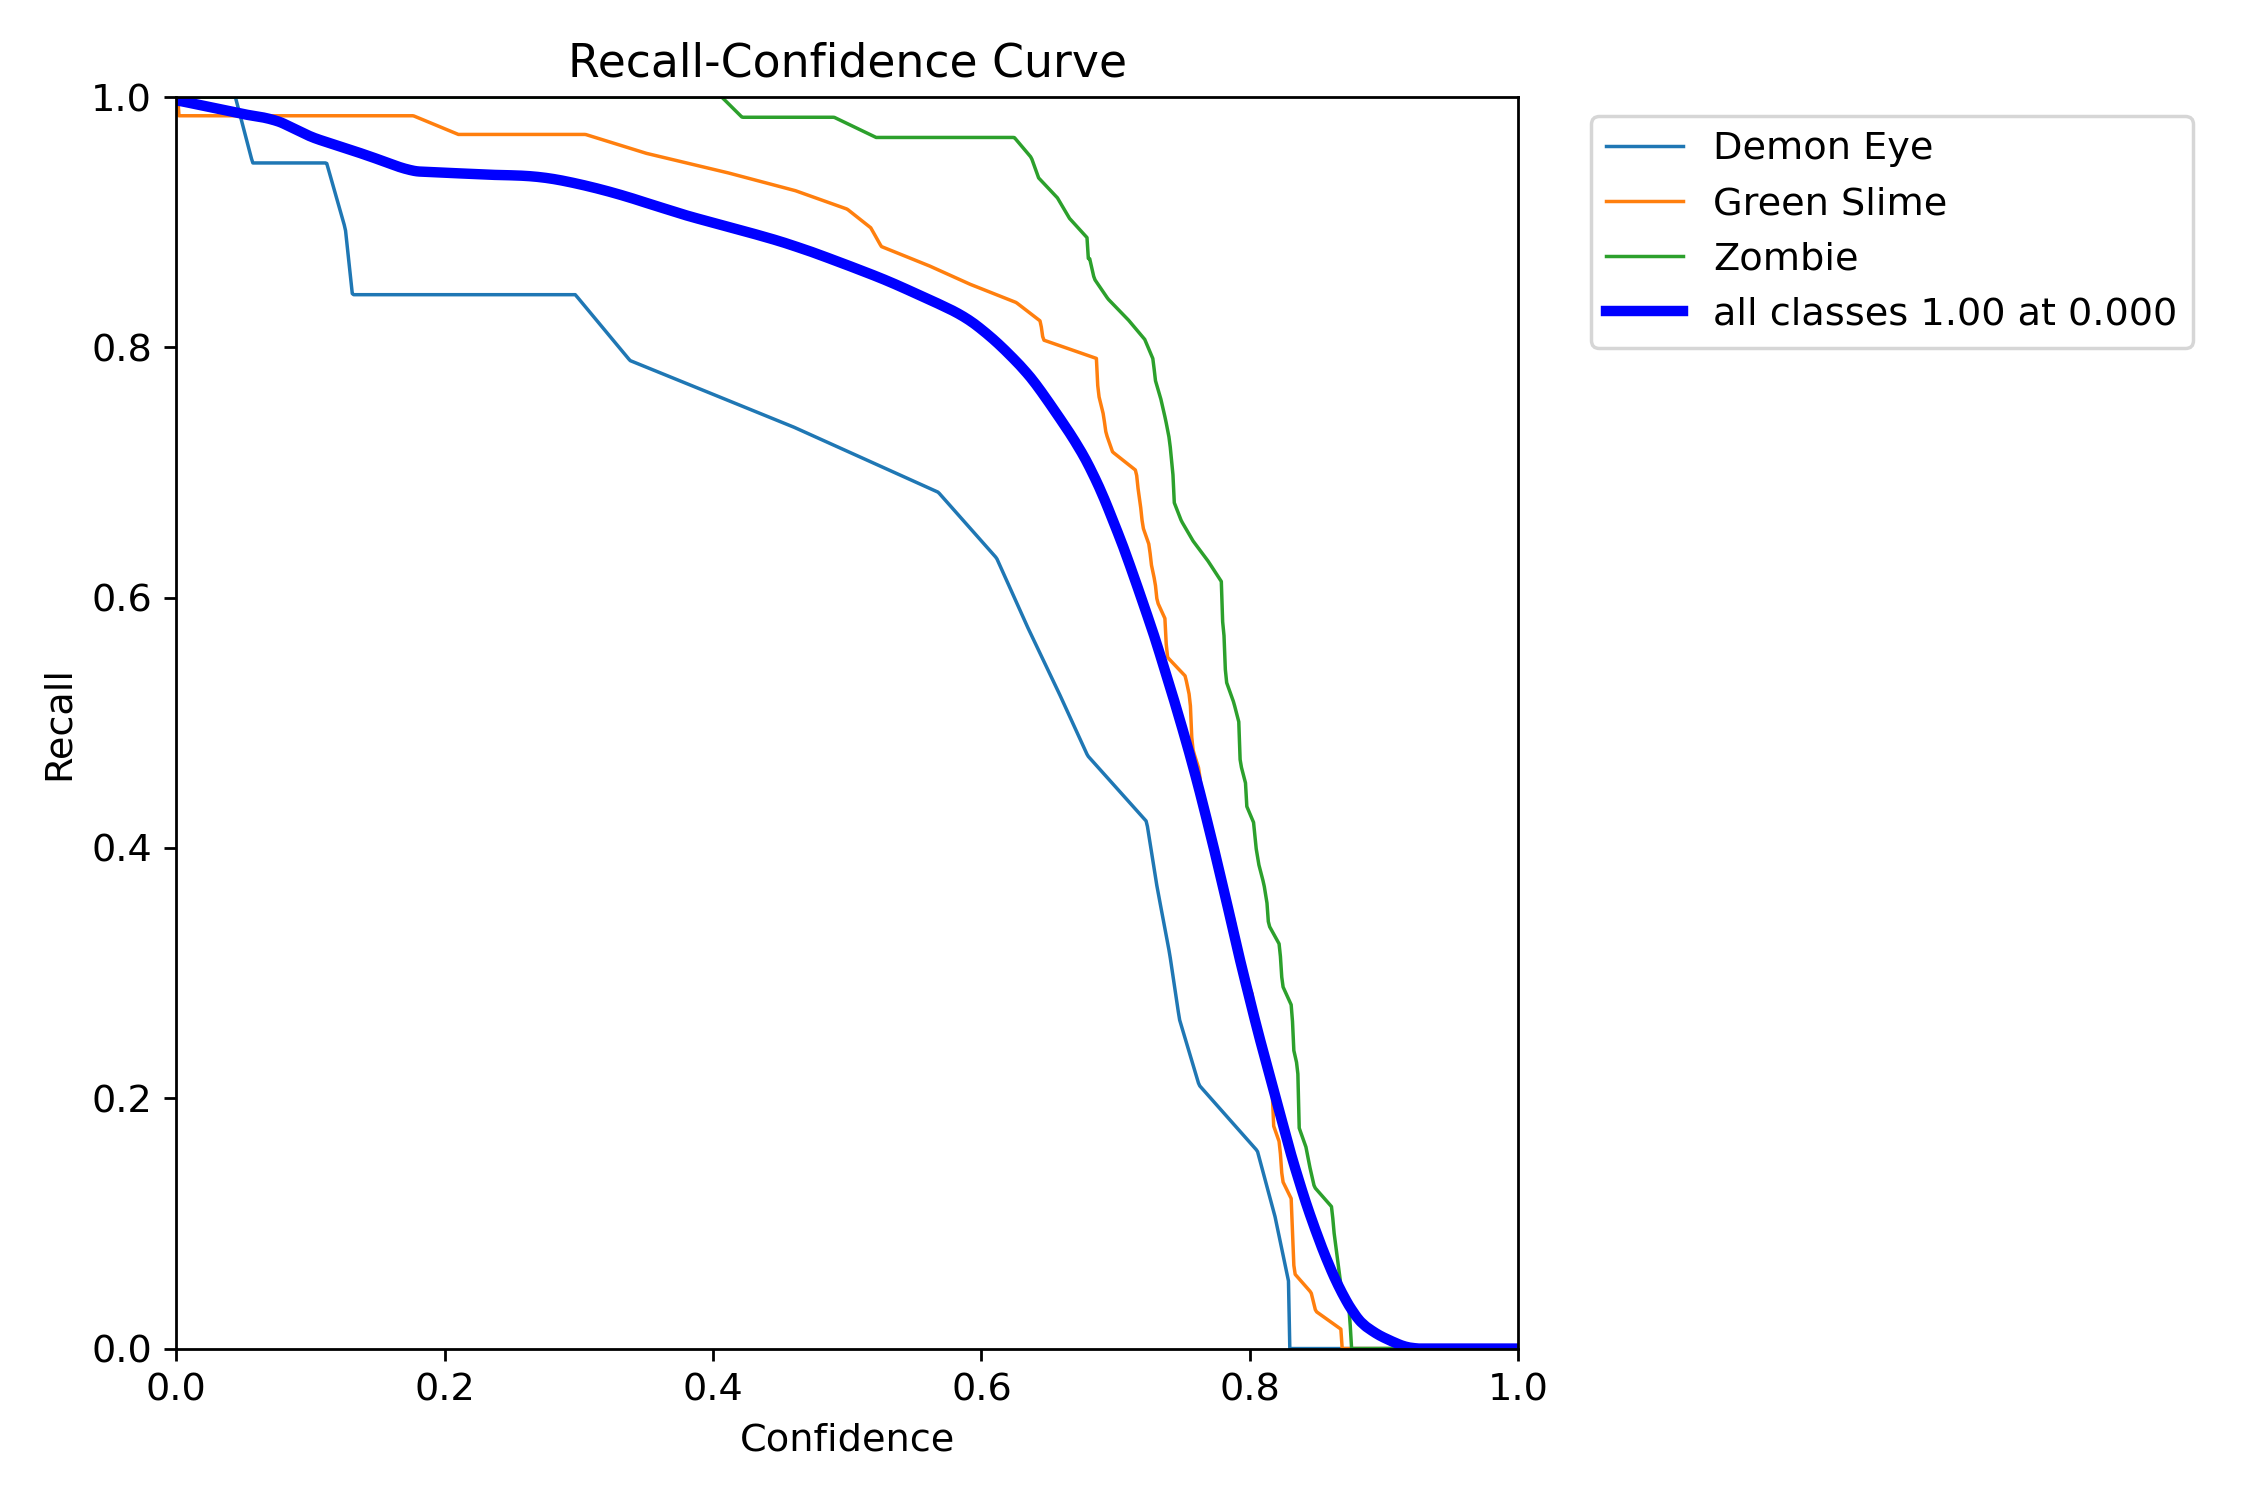 Recall-Confidence Curve
1.0
0.8
0.6
0.4
0.2
0.0
Recall
0.0 0.2 0.4 0.6 0.8 1.0
Confidence
Demon Eye
Green Slime
Zombie
all classes 1.00 at 0.000